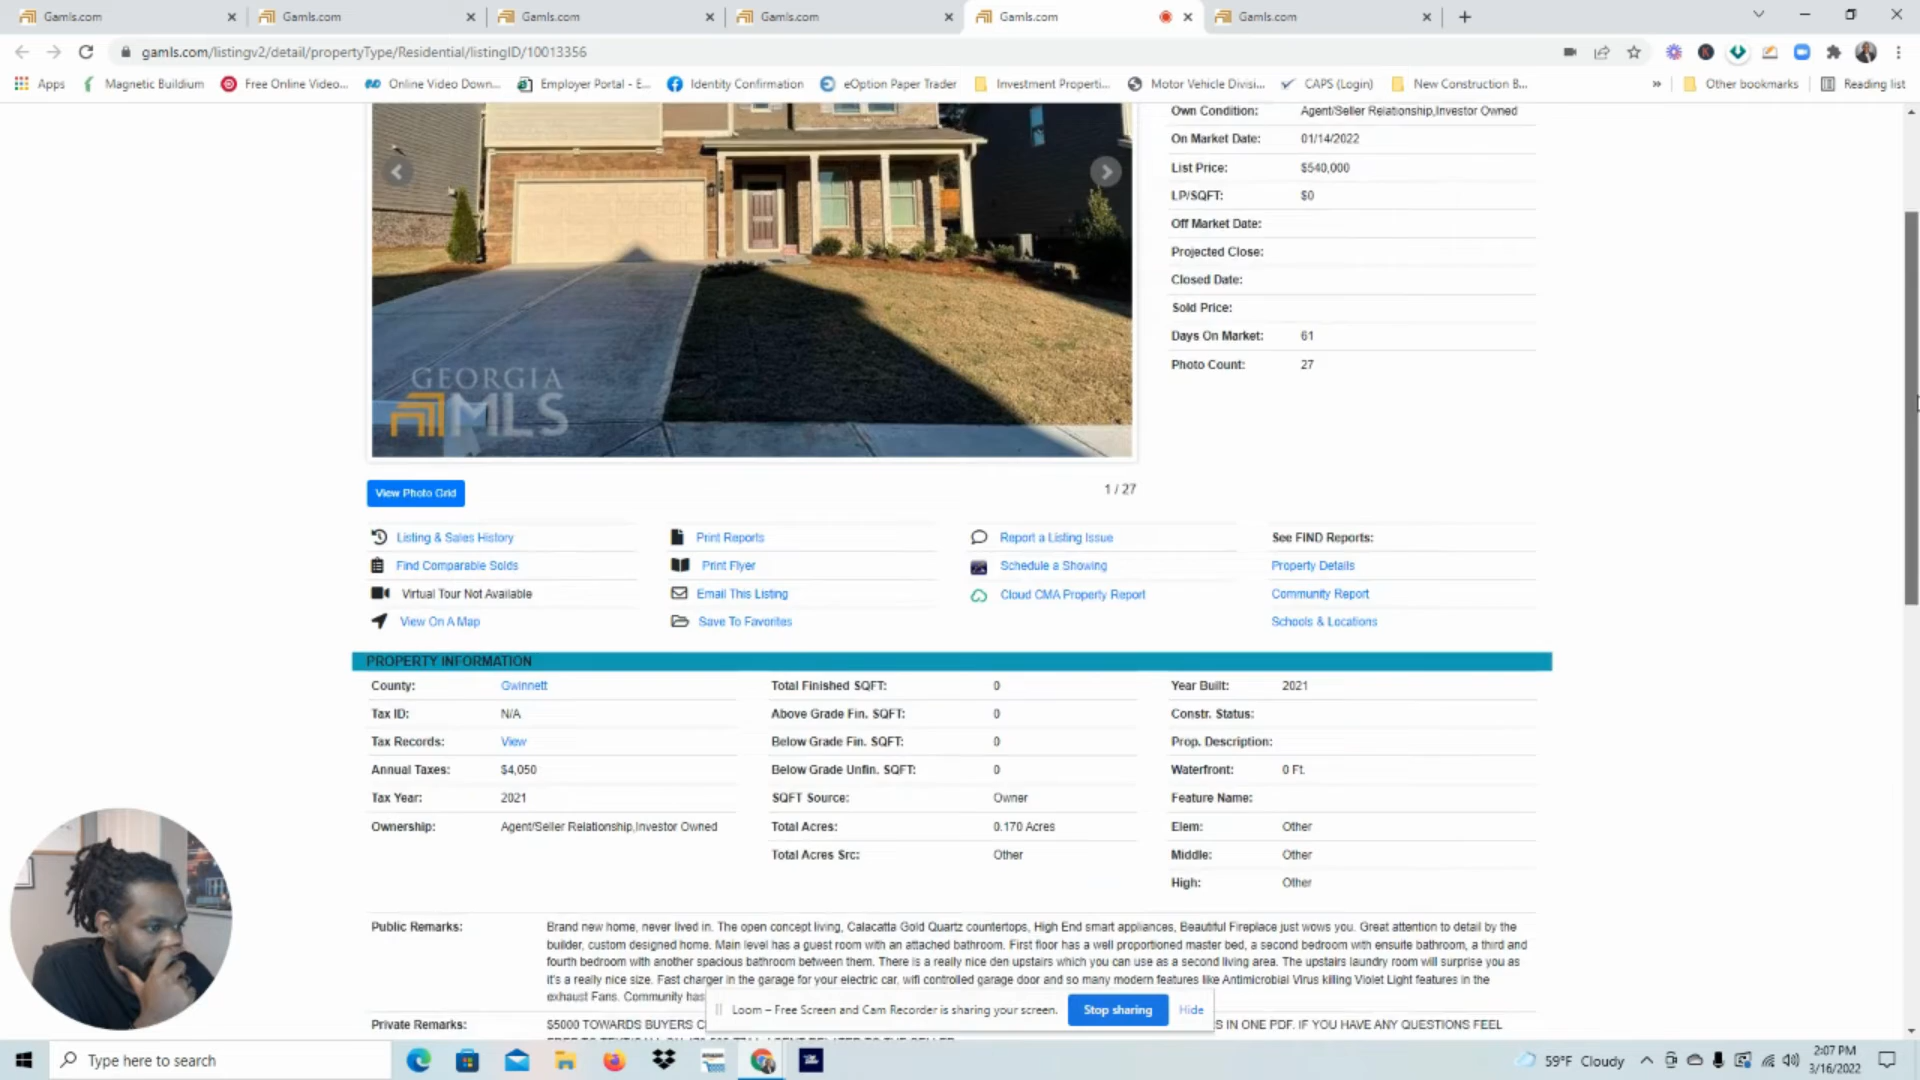 Gamls.com
Gamls.com
Gamls.com
Gamls.com
Gamls.com
Gamls.com
gamls.com/listingv2/detail/propertyType/Residential/listingID/10013356
Apps
Magnetic Buildium
Free Online Video...
Online Video Down...
Employer Portal - E...
Identity Confirmation
eOption Paper Trader
Investment Properti...
Motor Vehicle Divisi...
CAPS (Login)
New Construction B...
»
Other bookmarks
Reading list
Own Condition: Agent/Seller Relationship,Investor Owned
On Market Date: 01/14/2022
List Price: $540,000
LP/SQFT: $0
Off Market Date:
Projected Close:
Closed Date:
Sold Price:
Days On Market: 61
Photo Count: 27
GEORGIA
MLS
View Photo Grid
1 / 27
Listing & Sales History
Print Reports
Report a Listing Issue
See FIND Reports:
Find Comparable Solds
Print Flyer
Schedule a Showing
Property Details
Virtual Tour Not Available
Email This Listing
Cloud CMA Property Report
Community Report
View On A Map
Save To Favorites
Schools & Locations
PROPERTY INFORMATION
County: Gwinnett
Total Finished SQFT: 0
Year Built: 2021
Tax ID: N/A
Above Grade Fin. SQFT: 0
Constr. Status:
Tax Records: View
Below Grade Fin. SQFT: 0
Prop. Description:
Annual Taxes: $4,050
Below Grade Unfin. SQFT: 0
Waterfront: 0 Ft.
Tax Year: 2021
SQFT Source: Owner
Feature Name:
Ownership: Agent/Seller Relationship,Investor Owned
Total Acres: 0.170 Acres
Elem: Other
Total Acres Src: Other
Middle: Other
High: Other
Public Remarks: Brand new home, never lived in. The open concept living, Calacatta Gold Quartz countertops, High End smart appliances, Beautiful Fireplace just wows you. Great attention to detail by the
builder, custom designed home. Main level has a guest room with an attached bathroom. First floor has a well proportioned master bed, a second bedroom with ensuite bathroom, a third and
fourth bedroom with another spacious bathroom between them. There is a really nice den upstairs which you can use as a second living area. The upstairs laundry room will surprise you as
it's a really nice size. Fast charger in the garage for your electric car, wifi controlled garage door and so many modern features like Antimicrobial Virus killing Violet Light features in the
exhaust Fans. Community has
Loom – Free Screen and Cam Recorder is sharing your screen.
Stop sharing
Hide
Private Remarks: $5000 TOWARDS BUYERS C
S IN ONE PDF. IF YOU HAVE ANY QUESTIONS FEEL
Type here to search
59°F Cloudy
2:07 PM
3/16/2022